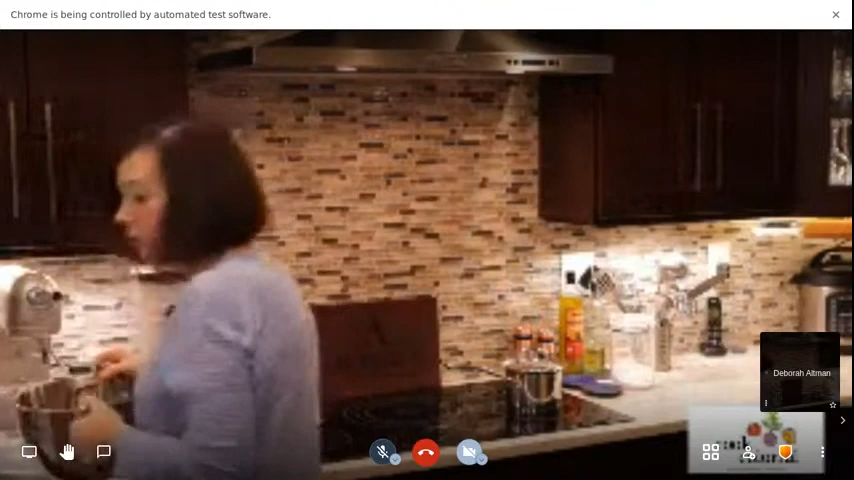 Chrome is being controlled by automated test software.
Deborah Altman